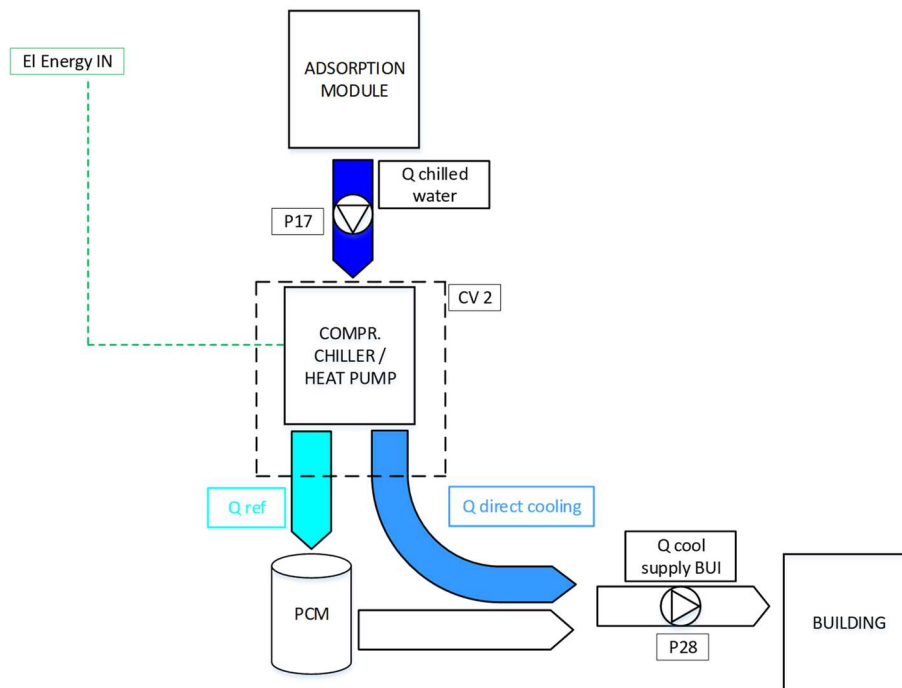 El Energy IN
ADSORPTION
MODULE
Q chilled
water
P17
CV 2
COMPR.
CHILLER /
HEAT PUMP
Q ref
Q direct cooling
Q cool
supply BUI
PCM
BUILDING
P28